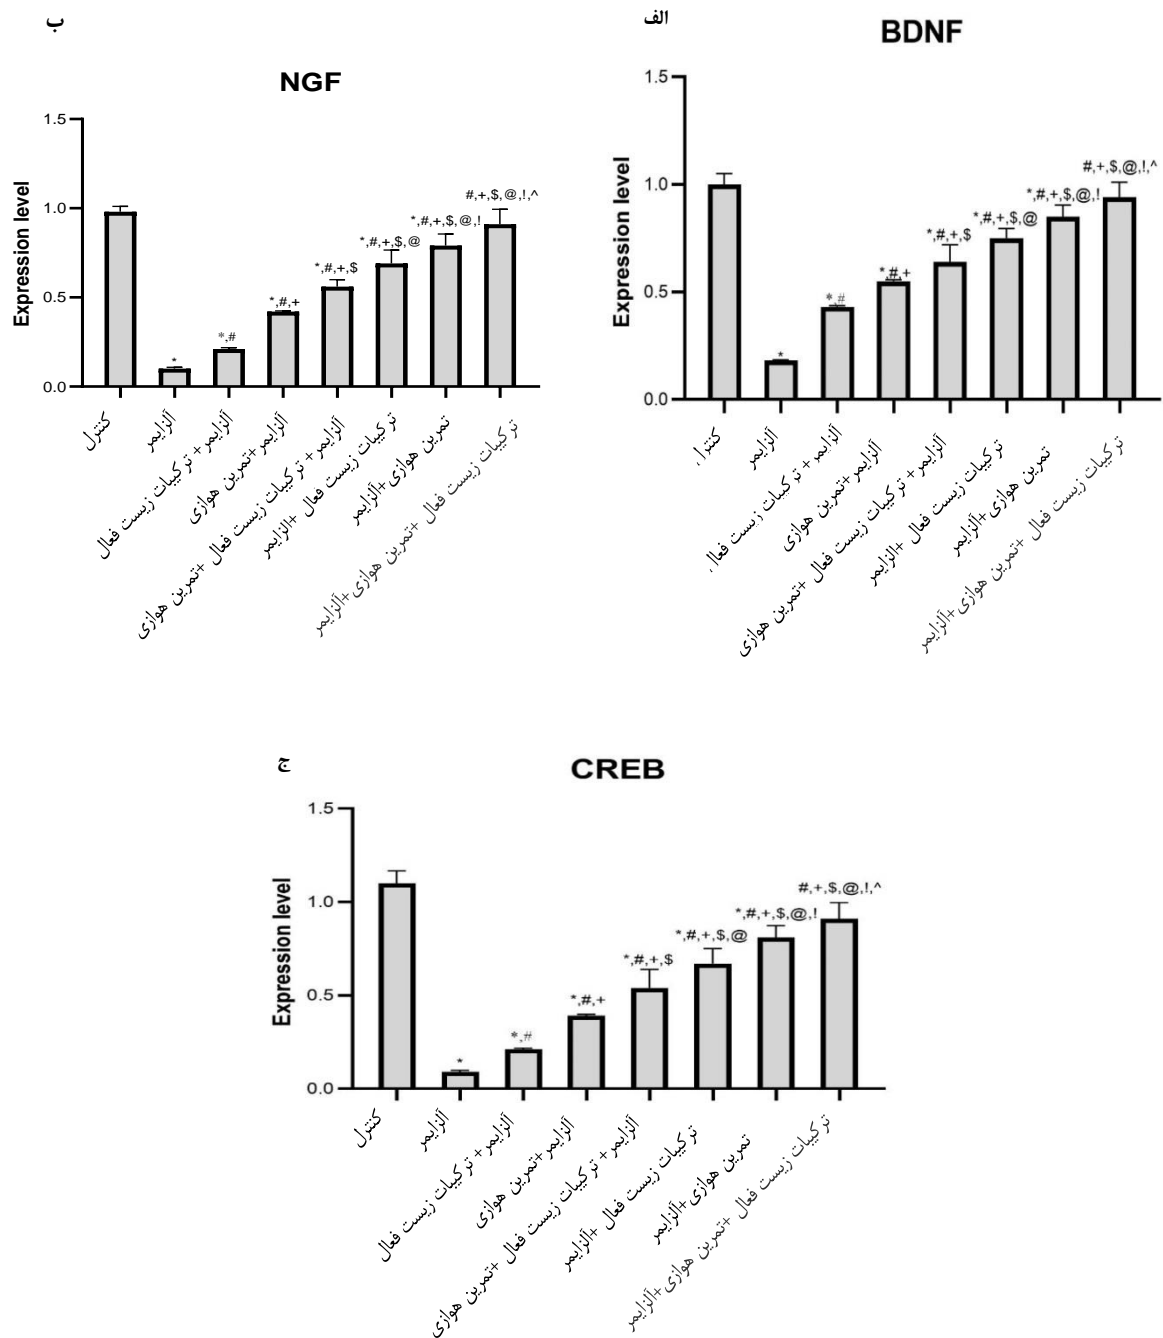 الف
BDNF
Expression level
1.5
1.0
0.5
0.0
*
*,#
*,#,+
*,#,+,$
*,#,+,$,@
*,#,+,$,@,!
#,+,$,@,!,^
کنترل
آلزایمر
آلزایمر+ ترکیبات زیست فعال
آلزایمر+تمرین هوازی
آلزایمر+ ترکیبات زیست فعال +تمرین هوازی
ترکیبات زیست فعال +الزایمر
تمرین هوازی+آلزایمر
ترکیبات زیست فعال +تمرین هوازی+آلزایمر
ب
NGF
Expression level
1.5
1.0
0.5
0.0
*
*,#
*,#,+
*,#,+,$
*,#,+,$,@
*,#,+,$,@,!
#,+,$,@,!,^
کنترل
آلزایمر
آلزایمر+ ترکیبات زیست فعال
آلزایمر+تمرین هوازی
آلزایمر+ ترکیبات زیست فعال +تمرین هوازی
ترکیبات زیست فعال +الزایمر
تمرین هوازی+آلزایمر
ترکیبات زیست فعال +تمرین هوازی+آلزایمر
ج
CREB
Expression level
1.5
1.0
0.5
0.0
*
*,#
*,#,+
*,#,+,$
*,#,+,$,@
*,#,+,$,@,!
#,+,$,@,!,^
کنترل
آلزایمر
آلزایمر+ ترکیبات زیست فعال
آلزایمر+تمرین هوازی
آلزایمر+ ترکیبات زیست فعال +تمرین هوازی
ترکیبات زیست فعال +آلزایمر
تمرین هوازی+آلزایمر
ترکیبات زیست فعال +تمرین هوازی+آلزایمر